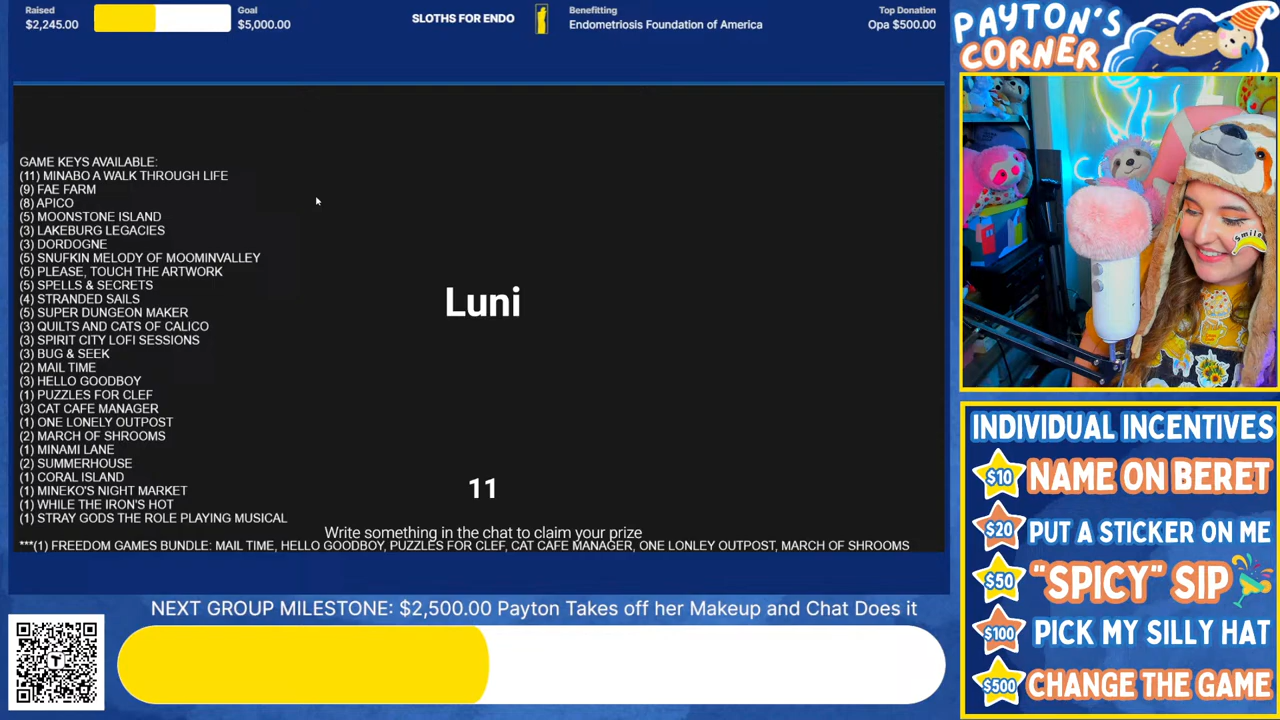 Raised
$2,245.00
Goal
$5,000.00
SLOTHS FOR ENDO
Benefitting
Endometriosis Foundation of America
Top Donation
Opa $500.00
PAYTON'S
CORNER
GAME KEYS AVAILABLE:
(11) MINABO A WALK THROUGH LIFE
(9) FAE FARM
(8) APICO
(5) MOONSTONE ISLAND
(3) LAKEBURG LEGACIES
(3) DORDOGNE
(5) SNUFKIN MELODY OF MOOMINVALLEY
(5) PLEASE, TOUCH THE ARTWORK
(5) SPELLS & SECRETS
(4) STRANDED SAILS
(5) SUPER DUNGEON MAKER
(3) QUILTS AND CATS OF CALICO
(3) SPIRIT CITY LOFI SESSIONS
(3) BUG & SEEK
(2) MAIL TIME
(3) HELLO GOODBOY
(1) PUZZLES FOR CLEF
(3) CAT CAFE MANAGER
(1) ONE LONELY OUTPOST
(2) MARCH OF SHROOMS
(1) MINAMI LANE
(2) SUMMERHOUSE
(1) CORAL ISLAND
(1) MINEKO'S NIGHT MARKET
(1) WHILE THE IRON'S HOT
(1) STRAY GODS THE ROLE PLAYING MUSICAL
***(1) FREEDOM GAMES BUNDLE: MAIL TIME, HELLO GOODBOY, PUZZLES FOR CLEF, CAT CAFE MANAGER, ONE LONLEY OUTPOST, MARCH OF SHROOMS
Luni
11
Write something in the chat to claim your prize
smile
INDIVIDUAL INCENTIVES
$10 NAME ON BERET
$20 PUT A STICKER ON ME
$50 "SPICY" SIP
$100 PICK MY SILLY HAT
$500 CHANGE THE GAME
NEXT GROUP MILESTONE: $2,500.00 Payton Takes off her Makeup and Chat Does it